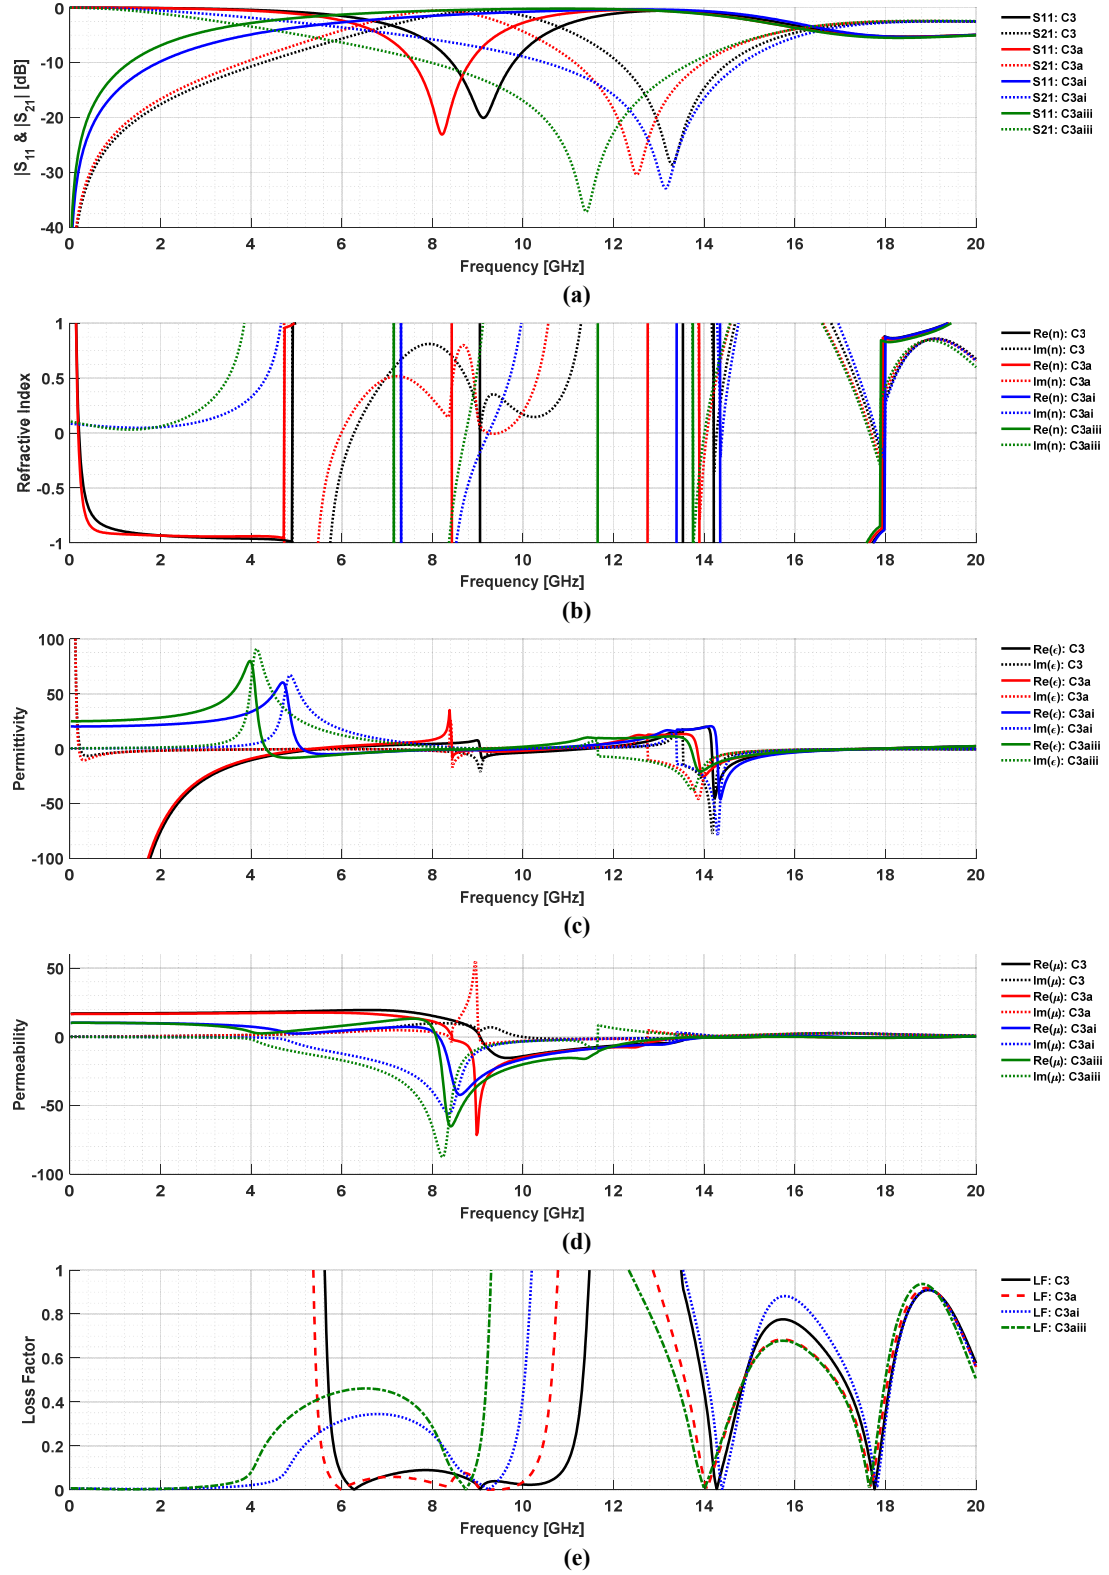 0
-10
-20
-30
-40
|S11 & |S21| [dB]
0 2 4 6 8 10 12 14 16 18 20
Frequency [GHz]
S11: C3
S21: C3
S11: C3a
S21: C3a
S11: C3ai
S21: C3ai
S11: C3aiii
S21: C3aiii
(a)
1
0.5
0
-0.5
-1
Refractive Index
0 2 4 6 8 10 12 14 16 18 20
Frequency [GHz]
Re(n): C3
Im(n): C3
Re(n): C3a
Im(n): C3a
Re(n): C3ai
Im(n): C3ai
Re(n): C3aiii
Im(n): C3aiii
(b)
100
50
0
-50
-100
Permittivity
0 2 4 6 8 10 12 14 16 18 20
Frequency [GHz]
Re(ϵ): C3
Im(ϵ): C3
Re(ϵ): C3a
Im(ϵ): C3a
Re(ϵ): C3ai
Im(ϵ): C3ai
Re(ϵ): C3aiii
Im(ϵ): C3aiii
(c)
50
0
-50
-100
Permeability
0 2 4 6 8 10 12 14 16 18 20
Frequency [GHz]
Re(μ): C3
Im(μ): C3
Re(μ): C3a
Im(μ): C3a
Re(μ): C3ai
Im(μ): C3ai
Re(μ): C3aiii
Im(μ): C3aiii
(d)
1
0.8
0.6
0.4
0.2
0
Loss Factor
0 2 4 6 8 10 12 14 16 18 20
Frequency [GHz]
LF: C3
LF: C3a
LF: C3ai
LF: C3aiii
(e)